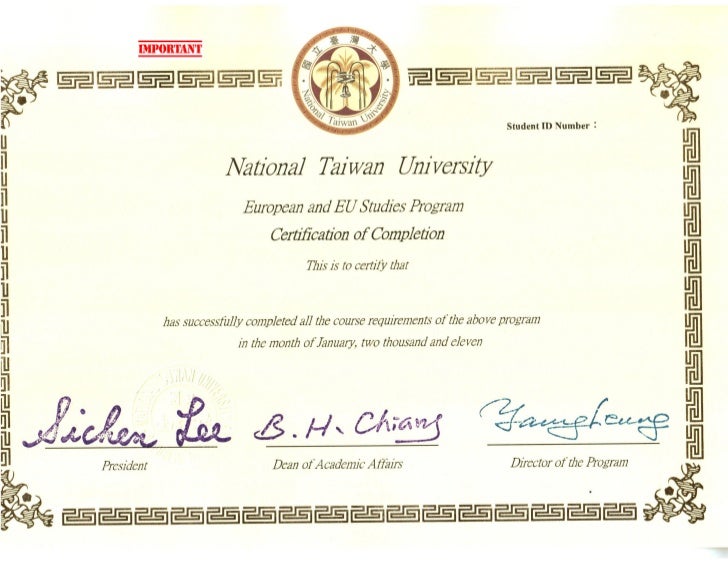 IMPORTANT
國立臺灣大學
National Taiwan University
Student ID Number：
National Taiwan University
European and EU Studies Program
Certification of Completion
This is to certify that
has successfully completed all the course requirements of the above program
in the month of January, two thousand and eleven
Sichen Lee
B. H. Chiang
President
Dean of Academic Affairs
Director of the Program